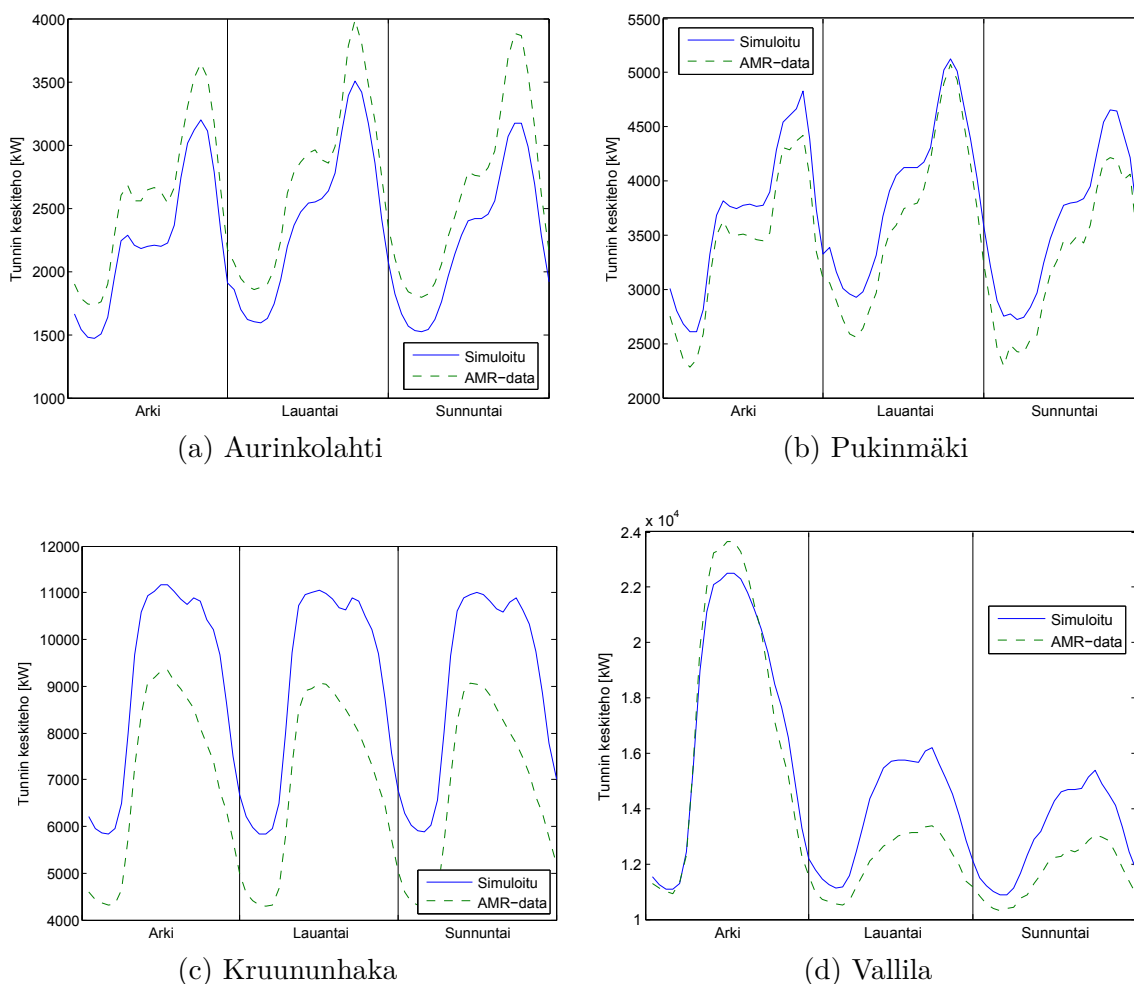 4000
3500
3000
2500
2000
1500
1000
Tunnin keskiteho [kW]
Simuloitu
AMR−data
Arki
Lauantai
Sunnuntai
(a) Aurinkolahti
5500
5000
4500
4000
3500
3000
2500
2000
Tunnin keskiteho [kW]
Simuloitu
AMR−data
Arki
Lauantai
Sunnuntai
(b) Pukinmäki
12000
11000
10000
9000
8000
7000
6000
5000
4000
Tunnin keskiteho [kW]
Simuloitu
AMR−data
Arki
Lauantai
Sunnuntai
(c) Kruununhaka
x 10^4
2.4
2.2
2
1.8
1.6
1.4
1.2
1
Tunnin keskiteho [kW]
Simuloitu
AMR−data
Arki
Lauantai
Sunnuntai
(d) Vallila